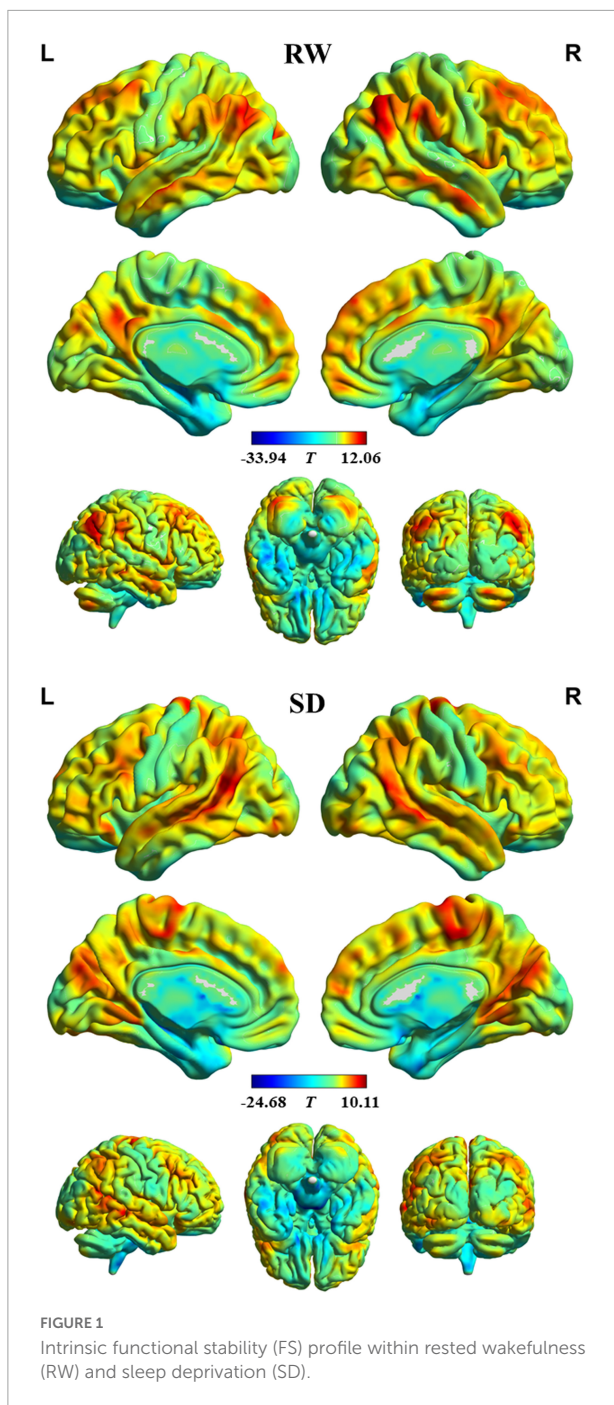 L RW R
-33.94 T 12.06
L SD R
-24.68 T 10.11
FIGURE 1
Intrinsic functional stability (FS) profile within rested wakefulness
(RW) and sleep deprivation (SD).